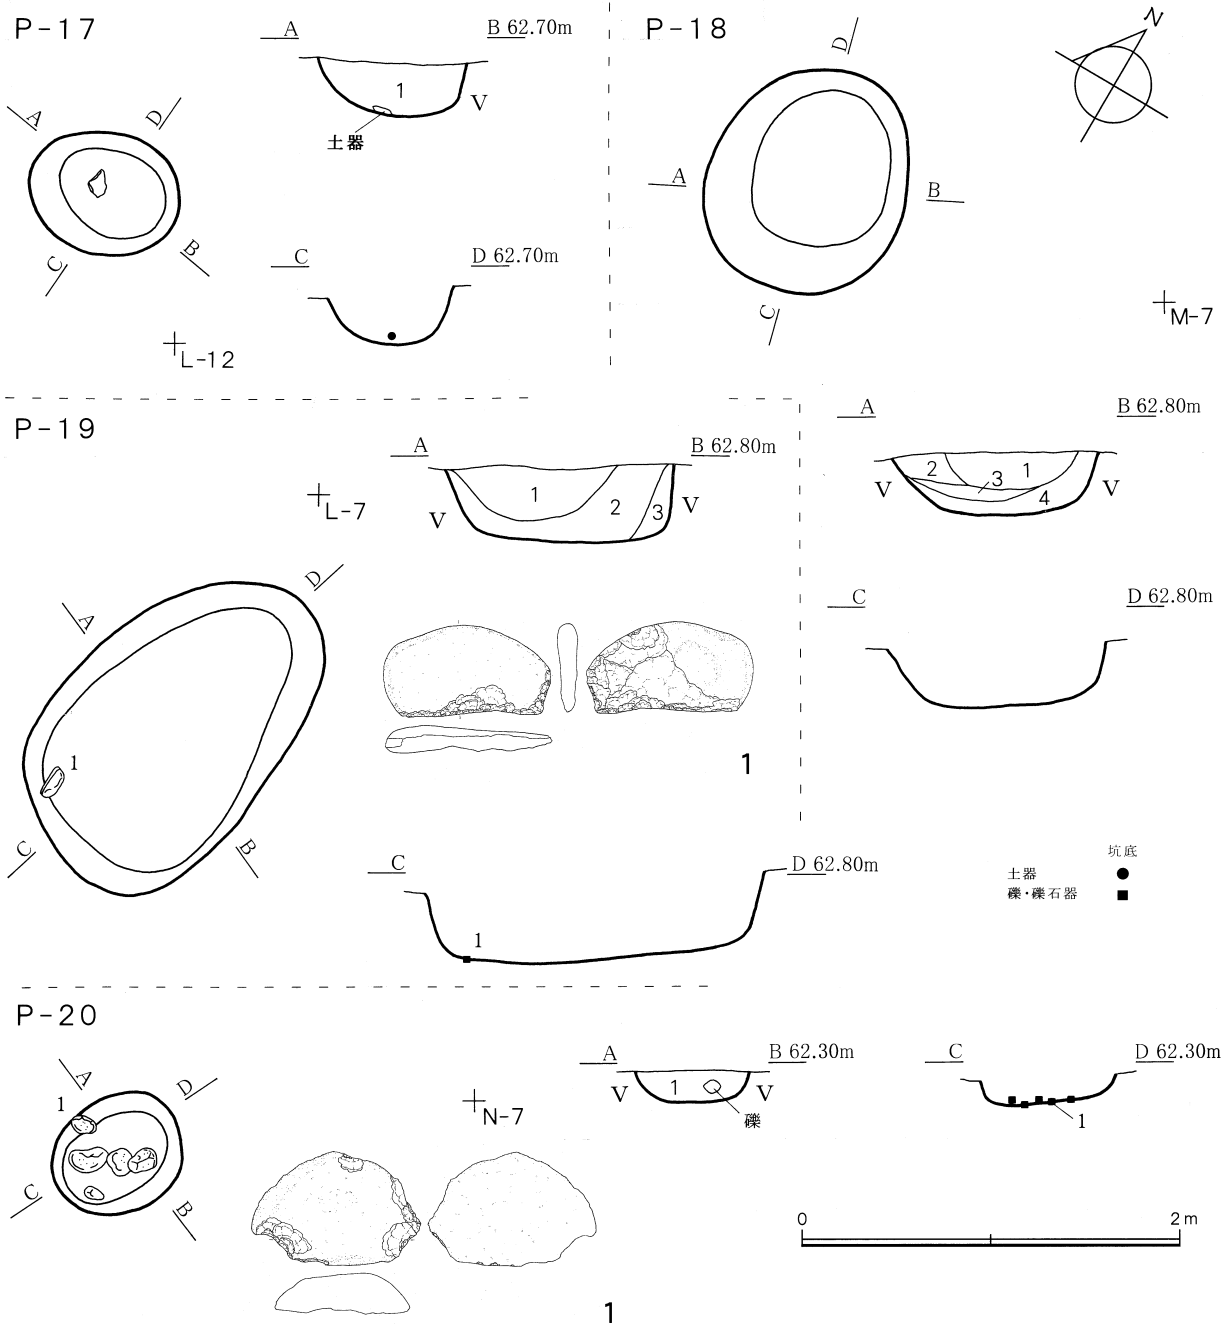 P-17
A
B 62.70m
1
V
土器
A
D
C
B
C
D 62.70m
L-12
P-18
D
N
A
B
C
M-7
A
B 62.80m
2
3
1
4
V
V
C
D 62.80m
P-19
A
B 62.80m
1
2
3
V
V
L-7
D
A
1
C
B
1
C
D 62.80m
1
坑底
土器
礫・礫石器
P-20
A
D
1
C
B
N-7
A
B 62.30m
V
1
V
礫
C
D 62.30m
1
1
0
2m